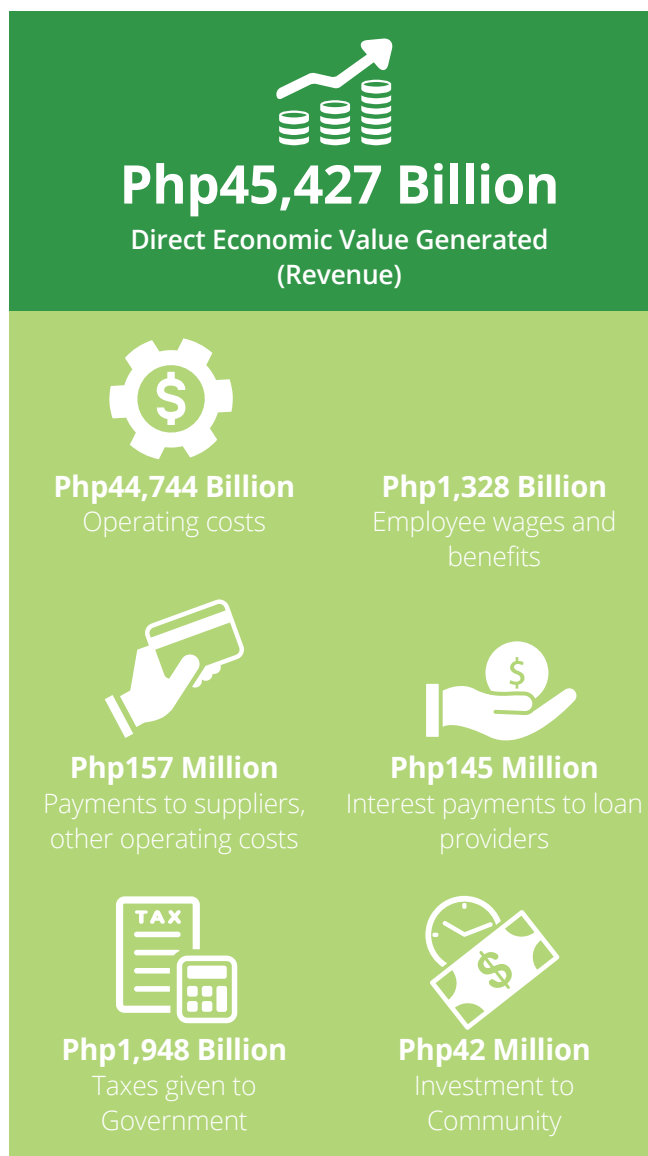 Php45,427 Billion
Direct Economic Value Generated
(Revenue)
$
Php44,744 Billion
Operating costs
Php1,328 Billion
Employee wages and
benefits
Php157 Million
Payments to suppliers,
other operating costs
$
Php145 Million
Interest payments to loan
providers
TAX
Php1,948 Billion
Taxes given to
Government
$
Php42 Million
Investment to
Community